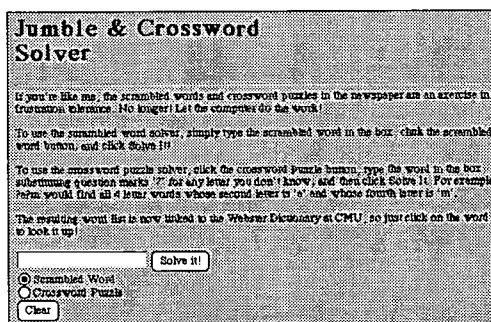 Jumble & Crossword
Solver
If you're like me, the scrambled words and crossword puzzles in the newspaper are an exercise in
frustration tolerance. No longer! Let the computer do the work!
To use the scrambled word solver, simply type the scrambled word in the box, click the scrambled
word button, and click Solve It!
To use the crossword puzzle solver, click the crossword puzzle button, type the word in the box
substituting question marks '?' for any letter you don't know, and then click Solve It. For example
?e?m would find all 4 letter words whose second letter is 'e' and whose fourth letter is 'm'.
The resulting word list is now linked to the Webster Dictionary at CMU, so just click on the word
to look it up!
Solve it!
Scrambled Word
Crossword Puzzle
Clear